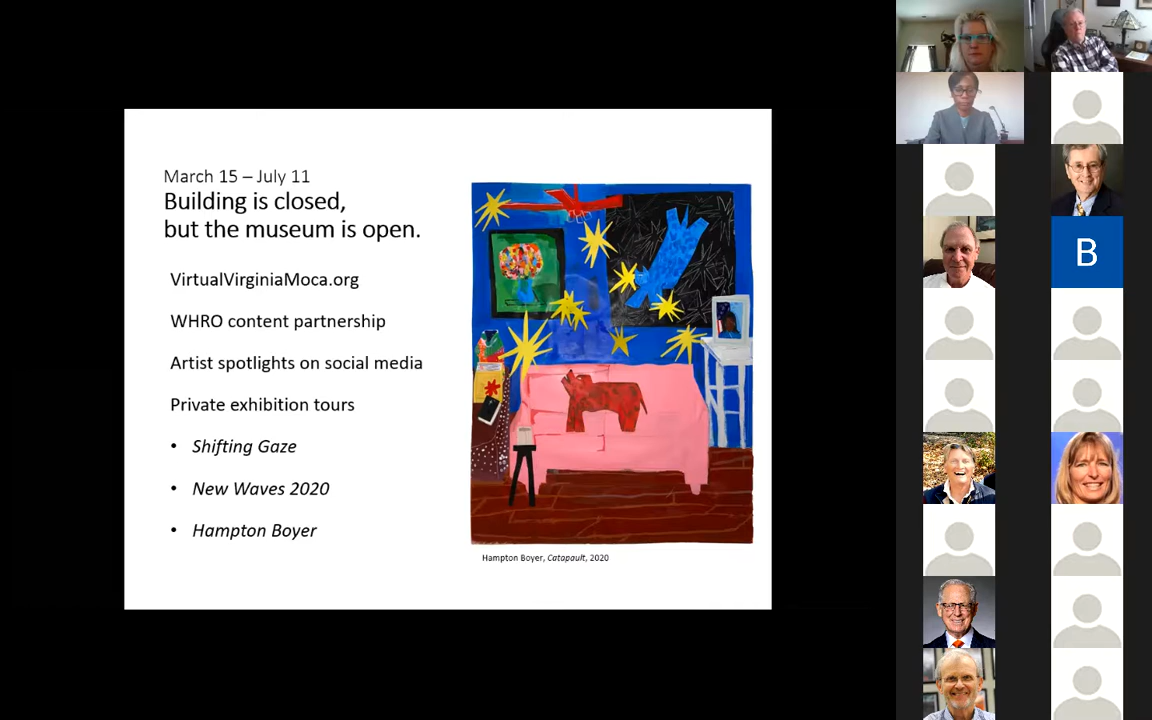 March 15 – July 11
Building is closed,
but the museum is open.
VirtualVirginiaMoca.org
WHRO content partnership
Artist spotlights on social media
Private exhibition tours
• Shifting Gaze
• New Waves 2020
• Hampton Boyer
Hampton Boyer, Catapault, 2020
B